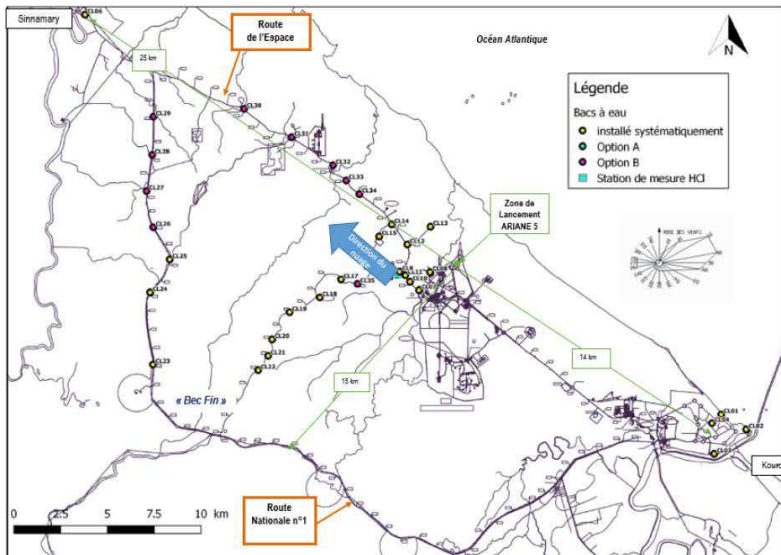 Sinnamary
CL06
Route
de l'Espace
Océan Atlantique
N
25 km
Légende
Bacs à eau
installé systématiquement
Option A
Option B
Station de mesure HCl
CL29
CL30
CL31
CL28
CL32
CL33
CL34
CL27
CL26
CL14
CL13
CL15
CL12
Zone de
Lancement
ARIANE 5
Direction du
nuage
CL25
CL24
CL17
CL35
CL18
CL19
CL20
CL21
CL22
CL23
14 km
15 km
« Bec Fin »
CL01
CL04
CL02
CL03
Kourou
Route
Nationale n°1
0 2.5 5 7.5 10 km